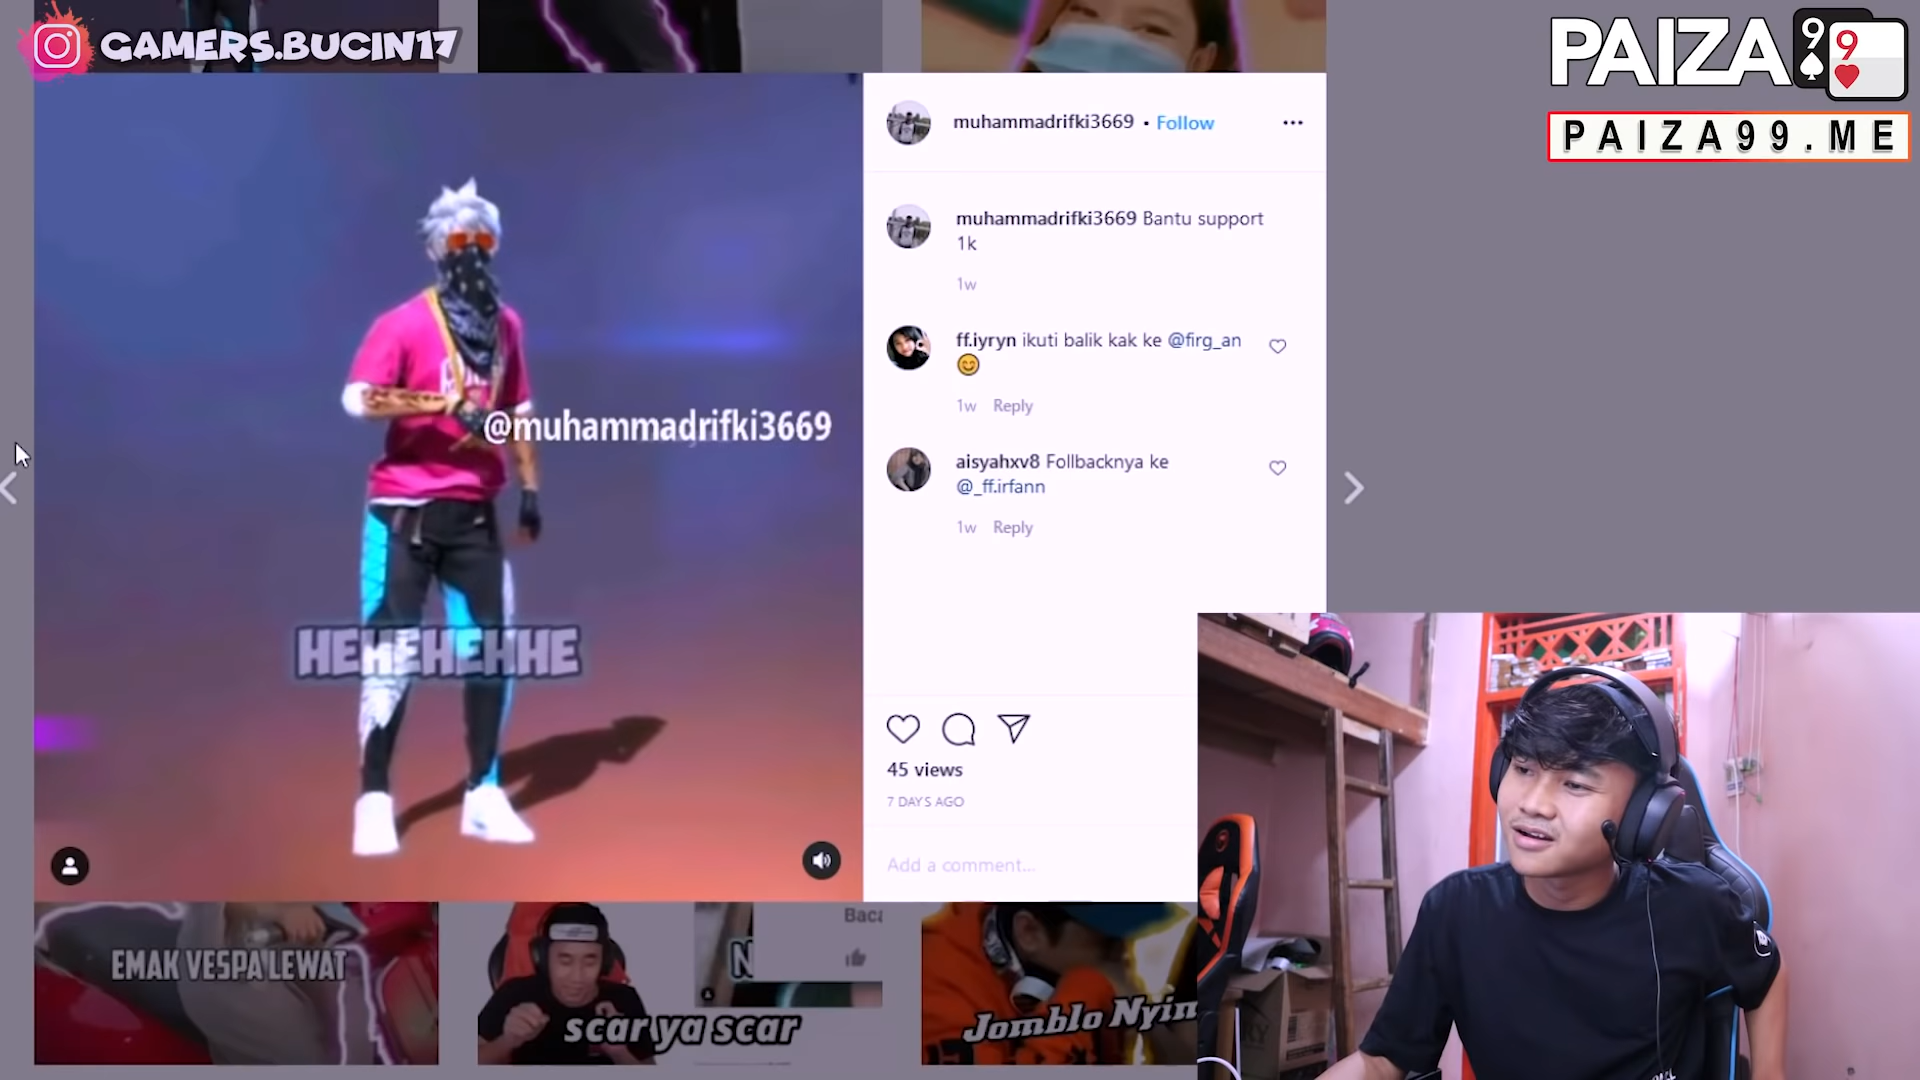 GAMERS.BUCIN17
PAIZA99
PAIZA99.ME
muhammadrifki3669 • Follow
muhammadrifki3669 Bantu support
1k
1w
ff.iyryn ikuti balik kak ke @firg_an
😊
1w Reply
aisyahxv8 Follbacknya ke
@_ff.irfann
1w Reply
@muhammadrifki3669
HEHEHEHHE
45 views
7 DAYS AGO
Add a comment...
EMAK VESPA LEWAT
Baca
N
scar ya scar
Jomblo Nyin